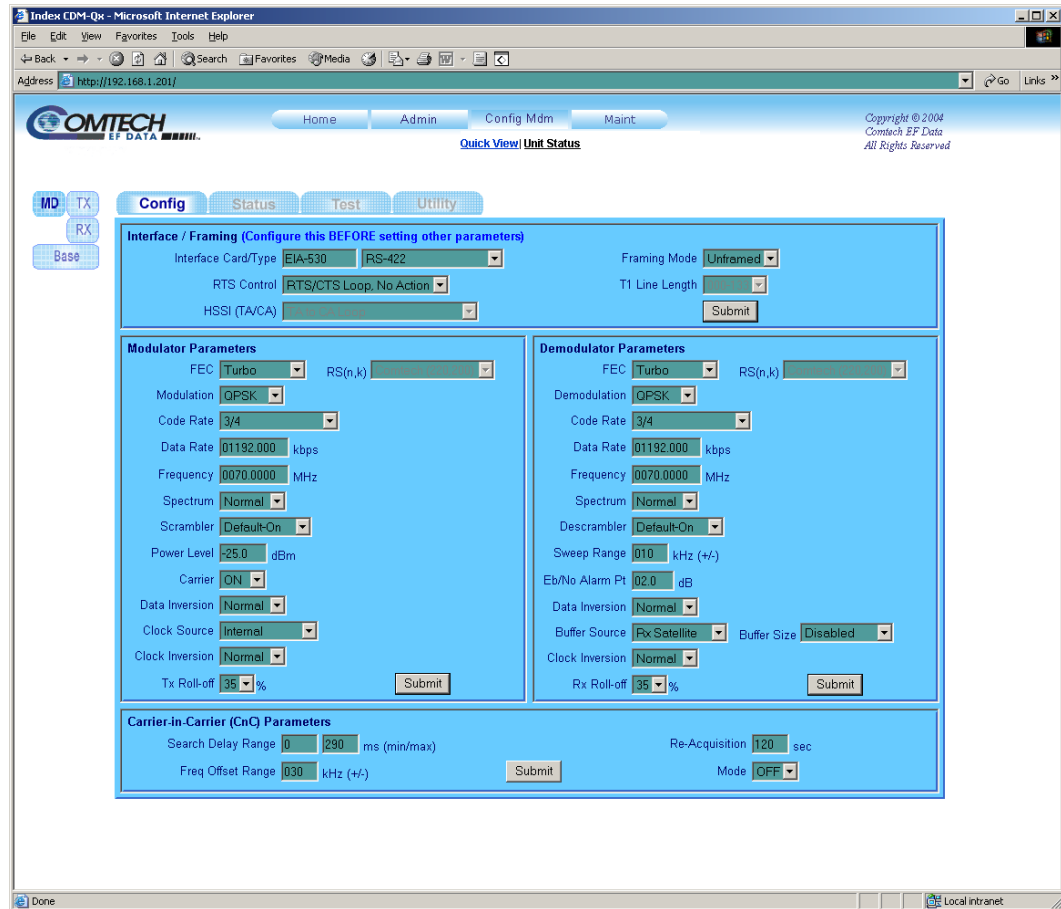 Index CDM-Qx - Microsoft Internet Explorer
File Edit View Favorites Tools Help
Back Search Favorites Media
Address http://192.168.1.201/ Go Links »
COMTECH
EF DATA
Home Admin Config Mdm Maint
Quick View| Unit Status
Copyright © 2004
Comtech EF Data
All Rights Reserved
MD TX
RX
Base
Config Status Test Utility
Interface / Framing (Configure this BEFORE setting other parameters)
Interface Card/Type EIA-530 RS-422 Framing Mode Unframed
RTS Control RTS/CTS Loop, No Action T1 Line Length
HSSI (TA/CA) Submit
Modulator Parameters
FEC Turbo RS(n,k)
Modulation QPSK
Code Rate 3/4
Data Rate 01192.000 kbps
Frequency 0070.0000 MHz
Spectrum Normal
Scrambler Default-On
Power Level -25.0 dBm
Carrier ON
Data Inversion Normal
Clock Source Internal
Clock Inversion Normal
Tx Roll-off 35 % Submit
Demodulator Parameters
FEC Turbo RS(n,k)
Demodulation QPSK
Code Rate 3/4
Data Rate 01192.000 kbps
Frequency 0070.0000 MHz
Spectrum Normal
Descrambler Default-On
Sweep Range 010 kHz (+/-)
Eb/No Alarm Pt 02.0 dB
Data Inversion Normal
Buffer Source Rx Satellite Buffer Size Disabled
Clock Inversion Normal
Rx Roll-off 35 % Submit
Carrier-in-Carrier (CnC) Parameters
Search Delay Range 0 290 ms (min/max) Re-Acquisition 120 sec
Freq Offset Range 030 kHz (+/-) Submit Mode OFF
Done Local intranet